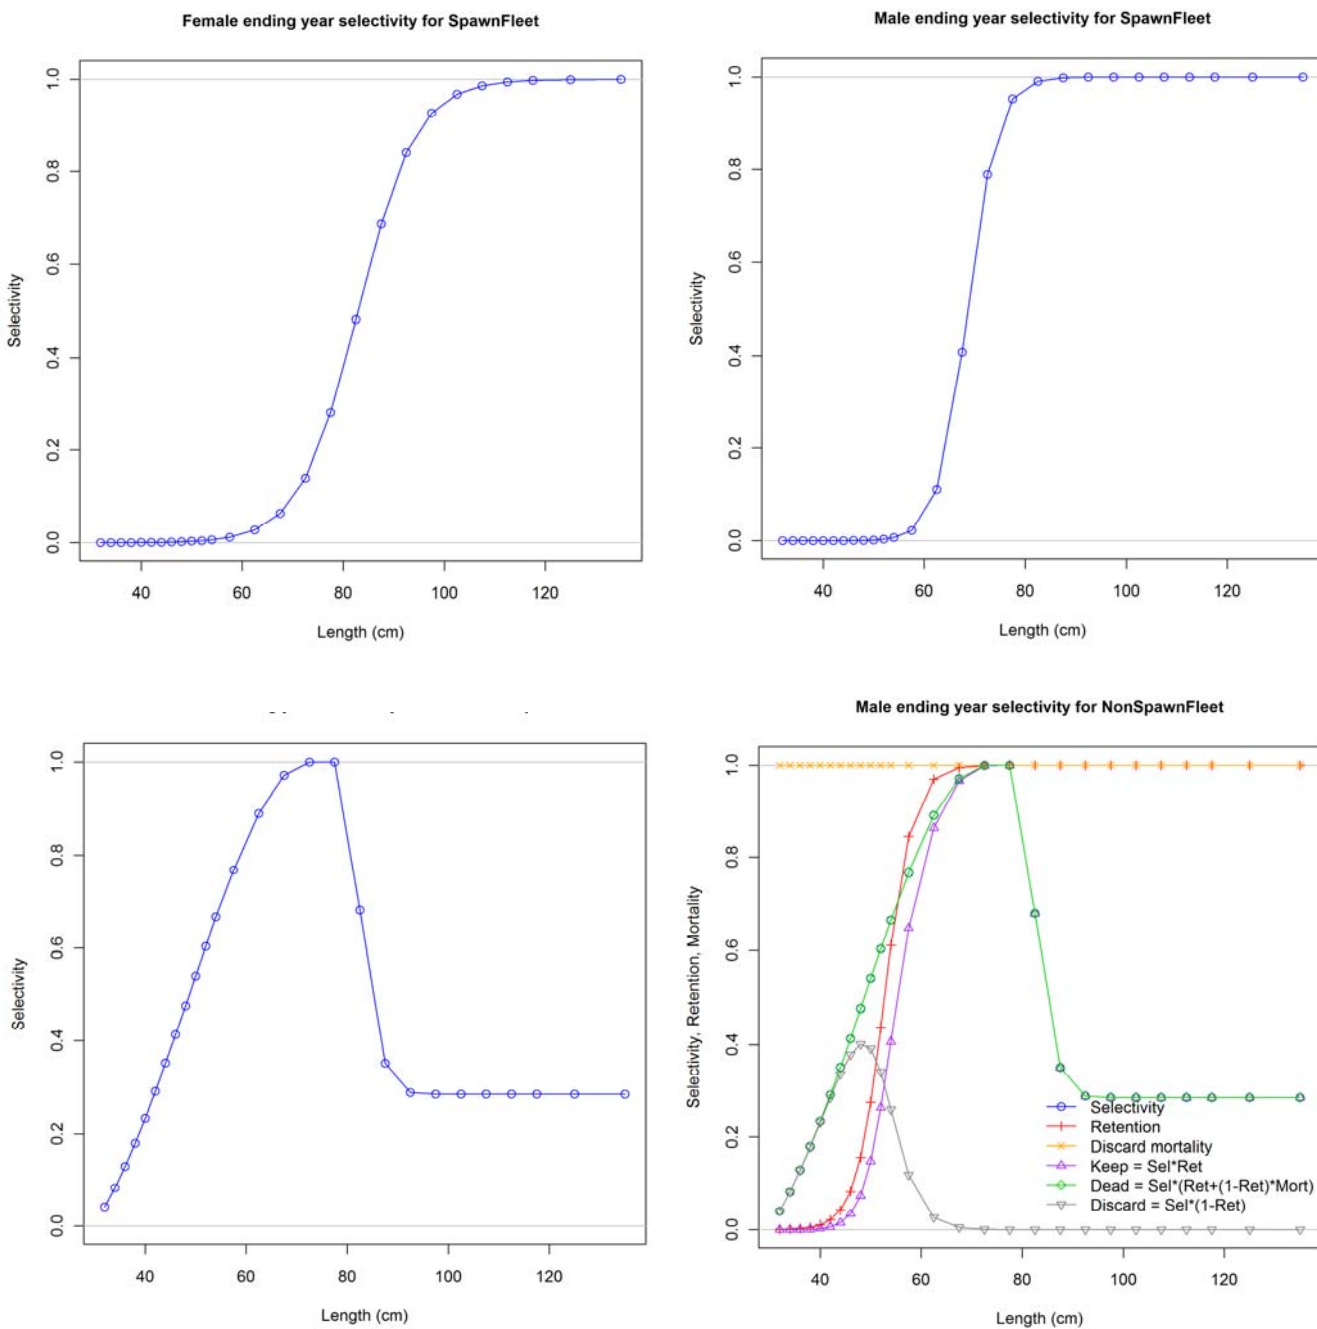 Female ending year selectivity for SpawnFleet
Selectivity
0.0 0.2 0.4 0.6 0.8 1.0
40 60 80 100 120
Length (cm)
Male ending year selectivity for SpawnFleet
Selectivity
0.0 0.2 0.4 0.6 0.8 1.0
40 60 80 100 120
Length (cm)
Selectivity
0.0 0.2 0.4 0.6 0.8 1.0
40 60 80 100 120
Length (cm)
Male ending year selectivity for NonSpawnFleet
Selectivity, Retention, Mortality
0.0 0.2 0.4 0.6 0.8 1.0
Selectivity
Retention
Discard mortality
Keep = Sel*Ret
Dead = Sel*(Ret+(1-Ret)*Mort)
Discard = Sel*(1-Ret)
40 60 80 100 120
Length (cm)